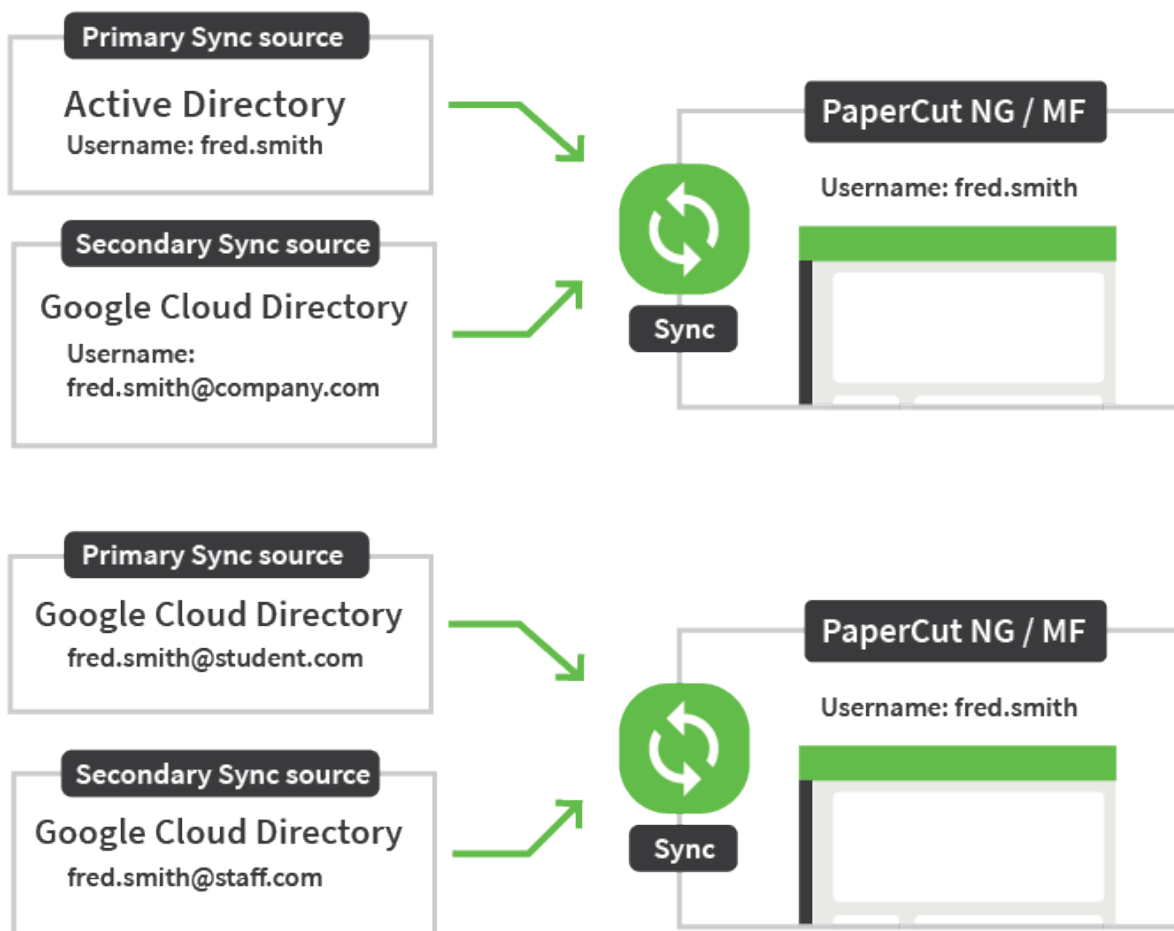 Primary Sync source
Active Directory
Username: fred.smith
Secondary Sync source
Google Cloud Directory
Username:
fred.smith@company.com
Sync
PaperCut NG / MF
Username: fred.smith
Primary Sync source
Google Cloud Directory
fred.smith@student.com
Secondary Sync source
Google Cloud Directory
fred.smith@staff.com
Sync
PaperCut NG / MF
Username: fred.smith